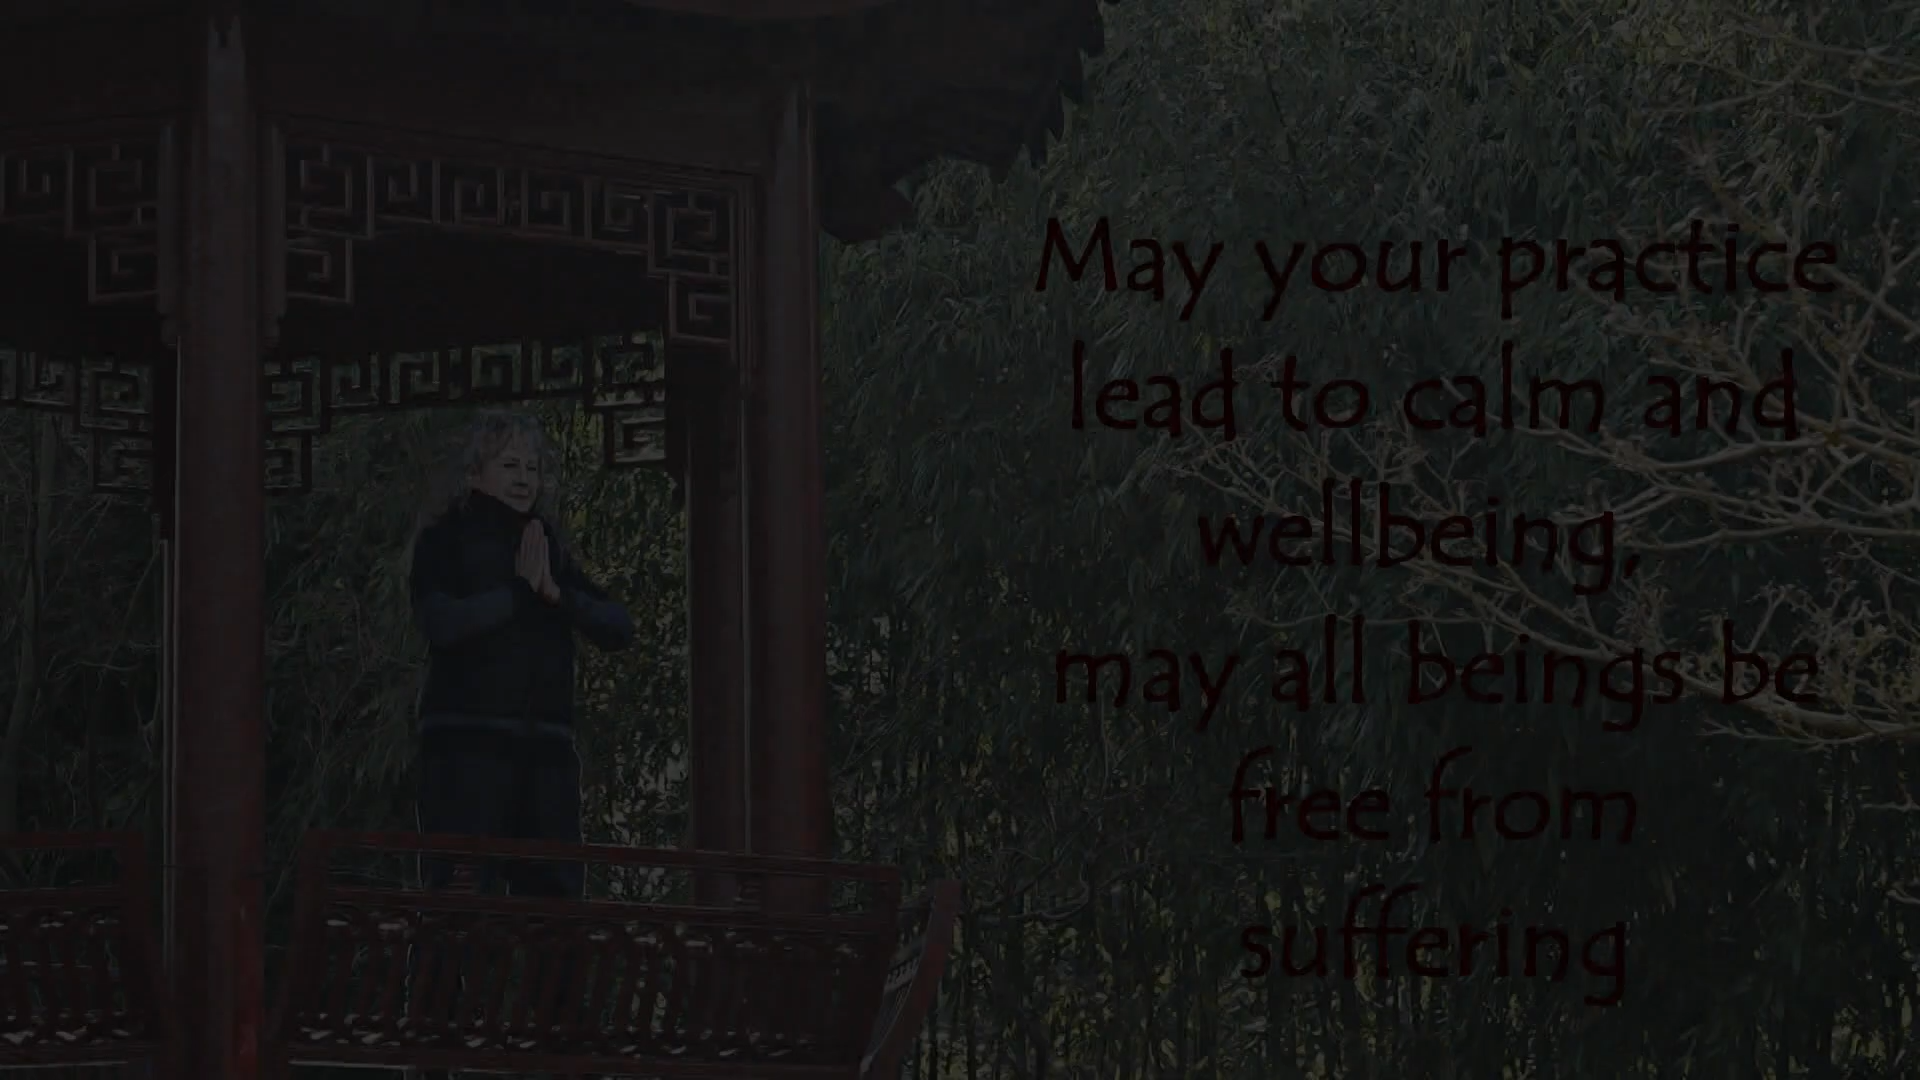 May your practice
lead to calm and
wellbeing,
may all beings be
free from
suffering